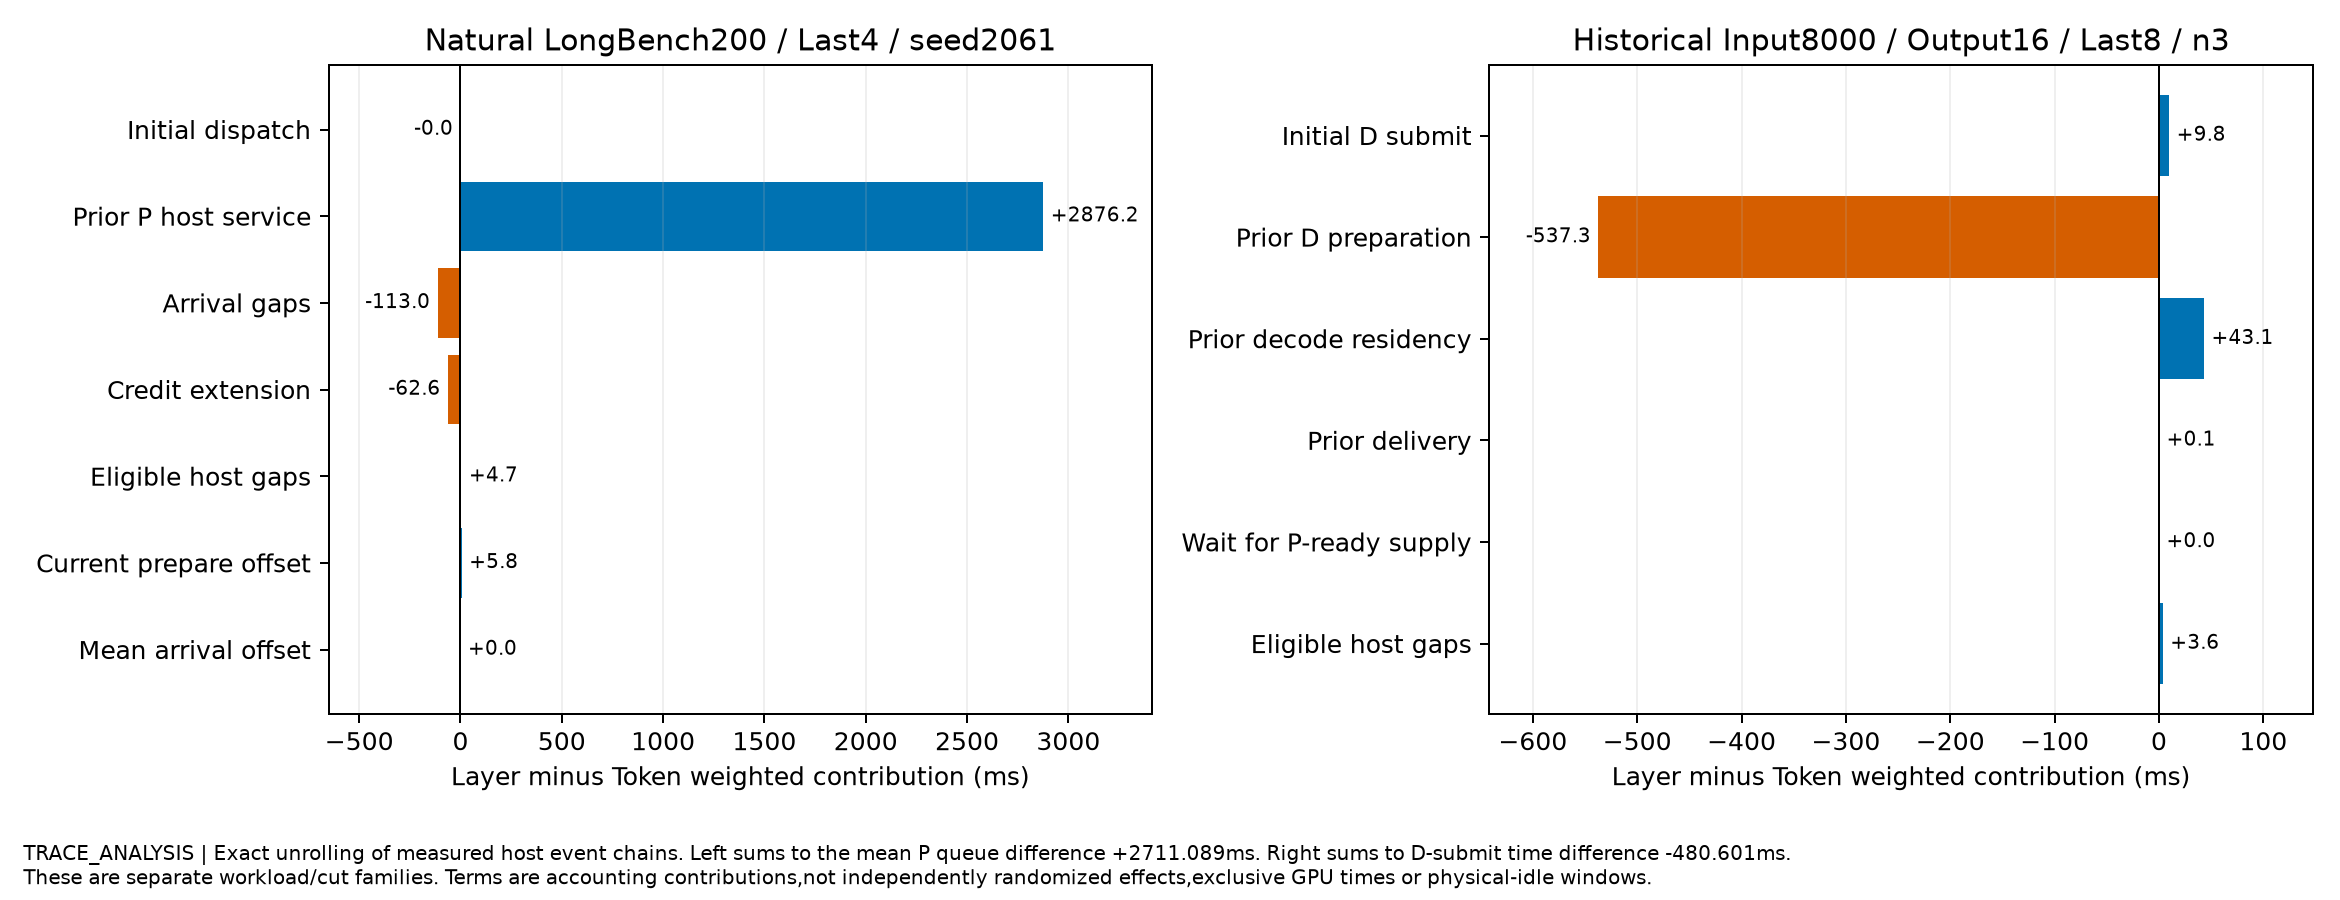 Natural LongBench200 / Last4 / seed2061
Initial dispatch
-0.0
Prior P host service
+2876.2
Arrival gaps
-113.0
Credit extension
-62.6
Eligible host gaps
+4.7
Current prepare offset
+5.8
Mean arrival offset
+0.0
−500 0 500 1000 1500 2000 2500 3000
Layer minus Token weighted contribution (ms)
Historical Input8000 / Output16 / Last8 / n3
Initial D submit
+9.8
Prior D preparation
-537.3
Prior decode residency
+43.1
Prior delivery
+0.1
Wait for P-ready supply
+0.0
Eligible host gaps
+3.6
−600 −500 −400 −300 −200 −100 0 100
Layer minus Token weighted contribution (ms)
TRACE_ANALYSIS | Exact unrolling of measured host event chains. Left sums to the mean P queue difference +2711.089ms. Right sums to D-submit time difference -480.601ms.
These are separate workload/cut families. Terms are accounting contributions,not independently randomized effects,exclusive GPU times or physical-idle windows.